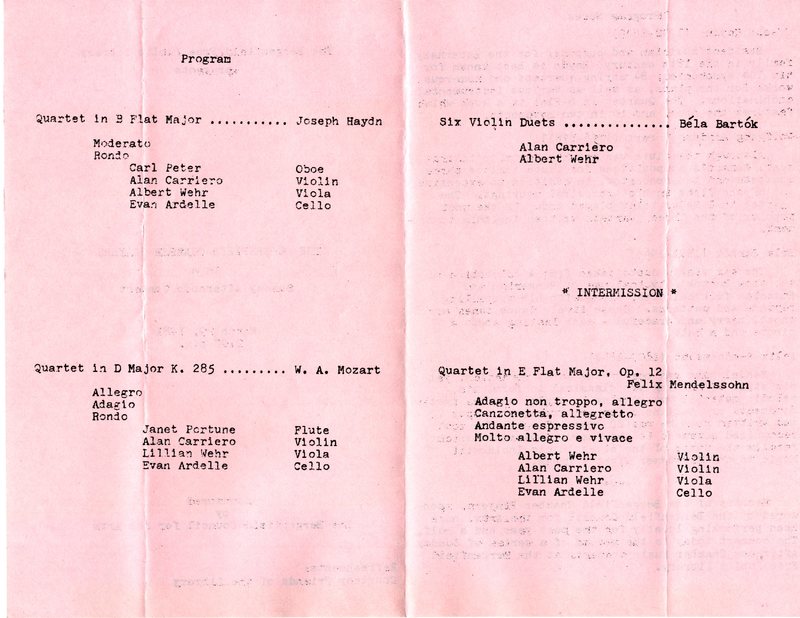 Program
Quartet in B Flat Major ........... Joseph Haydn
Moderato
Rondo
Carl Peter Oboe
Alan Carriero Violin
Albert Wehr Viola
Evan Ardelle Cello
Quartet in D Major K. 285 ......... W. A. Mozart
Allegro
Adagio
Rondo
Janet Portune Flute
Alan Carriero Violin
Lillian Wehr Viola
Evan Ardelle Cello
Six Violin Duets ............... Béla Bartók
Alan Carriero
Albert Wehr
* INTERMISSION *
Quartet in E Flat Major, Op. 12
Felix Mendelssohn
Adagio non troppo, allegro
Canzonetta, allegretto
Andante espressivo
Molto allegro e vivace
Albert Wehr Violin
Alan Carriero Violin
Lillian Wehr Viola
Evan Ardelle Cello